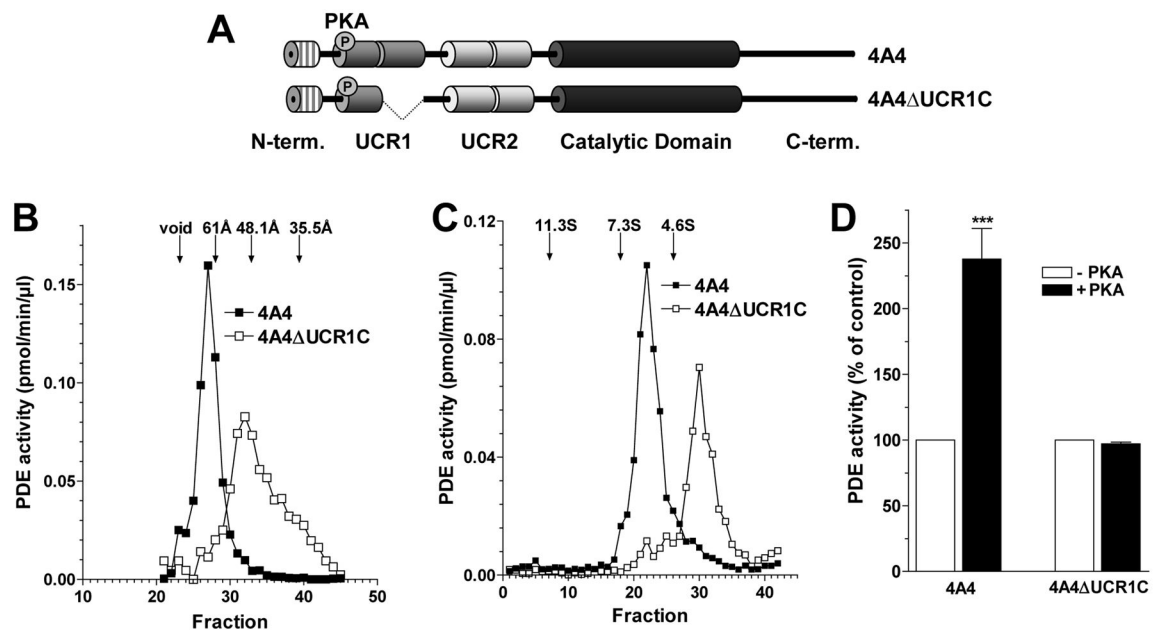 A
PKA
P
4A4
P
4A4ΔUCR1C
N-term. UCR1 UCR2 Catalytic Domain C-term.
B
void 61Å 48.1Å 35.5Å
4A4
4A4ΔUCR1C
PDE activity (pmol/min/µl)
0.15
0.10
0.05
0.00
10 20 30 40 50
Fraction
C
11.3S 7.3S 4.6S
4A4
4A4ΔUCR1C
PDE activity (pmol/min/µl)
0.12
0.08
0.04
0.00
0 10 20 30 40
Fraction
D
***
- PKA
+PKA
PDE activity (% of control)
250
200
150
100
50
0
4A4 4A4ΔUCR1C